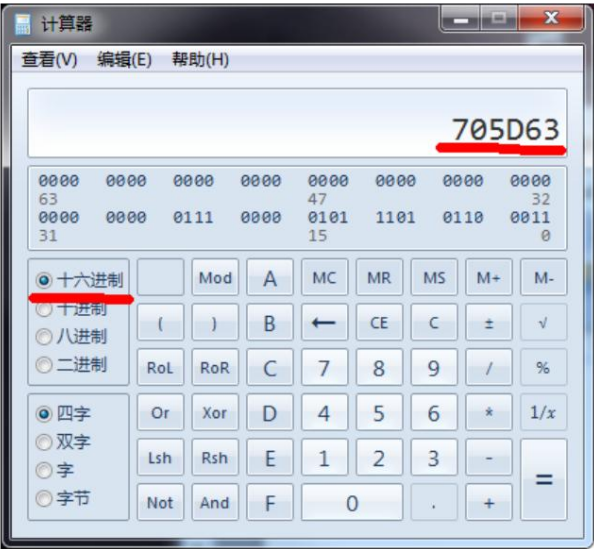 计算器
查看(V) 编辑(E) 帮助(H)
705D63
0000 0000 0000 0000 0000 0000 0000 0000
63 47 32
0000 0000 0111 0000 0101 1101 0110 0011
31 15 0
十六进制 Mod A MC MR MS M+ M-
十进制 ( ) B ← CE C ± √
八进制
二进制 RoL RoR C 7 8 9 / %
四字 Or Xor D 4 5 6 * 1/x
双字
字 Lsh Rsh E 1 2 3 - =
字节 Not And F 0 . +